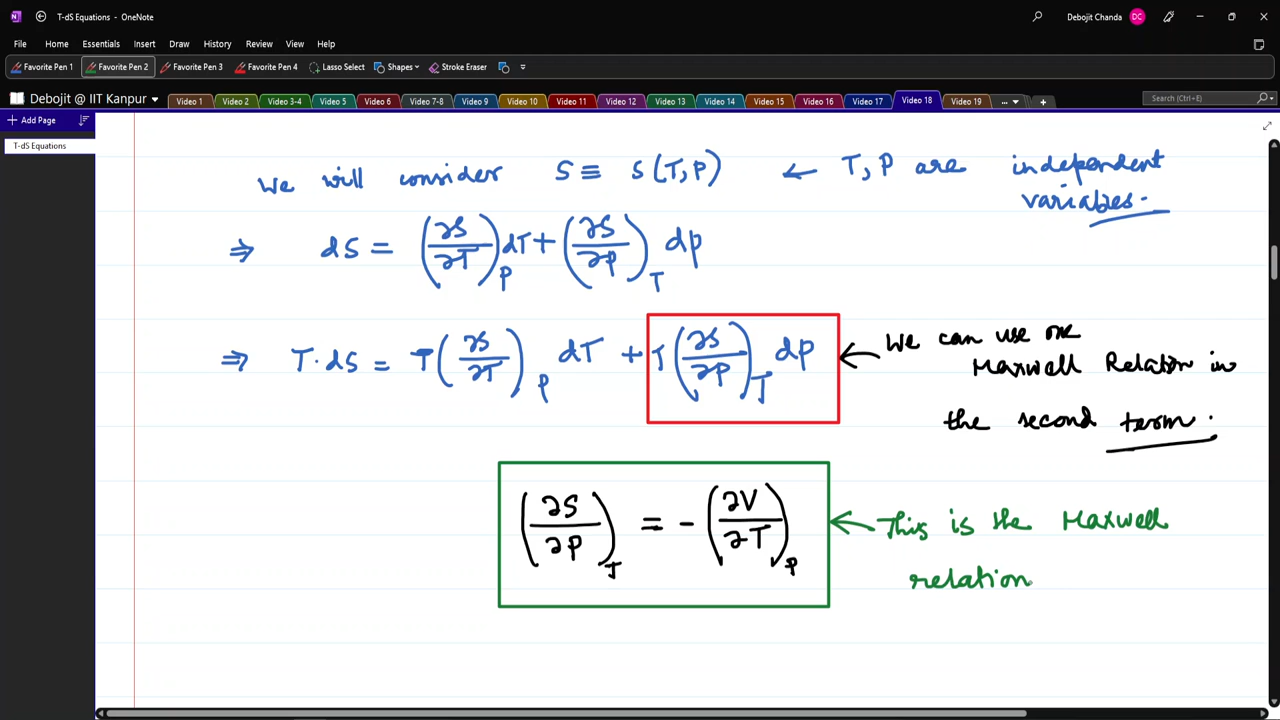 T-dS Equations - OneNote
Debojit Chanda DC
File Home Essentials Insert Draw History Review View Help
Favorite Pen 1 Favorite Pen 2 Favorite Pen 3 Favorite Pen 4 Lasso Select Shapes Stroke Eraser
Debojit @ IIT Kanpur Video 1 Video 2 Video 3-4 Video 5 Video 6 Video 7-8 Video 9 Video 10 Video 11 Video 12 Video 13 Video 14 Video 15 Video 16 Video 17 Video 18 Video 19 ... + Search (Ctrl+E)
+ Add Page
T-dS Equations
We will consider S ≡ S(T,P) ← T, P are independent
variables.
⇒ dS = (∂S/∂T)_P dT + (∂S/∂P)_T dP
⇒ T·dS = T(∂S/∂T)_P dT + T(∂S/∂P)_T dP ← We can use one
Maxwell Relation in
the second term.
(∂S/∂P)_T = -(∂V/∂T)_P ← This is the Maxwell
relation